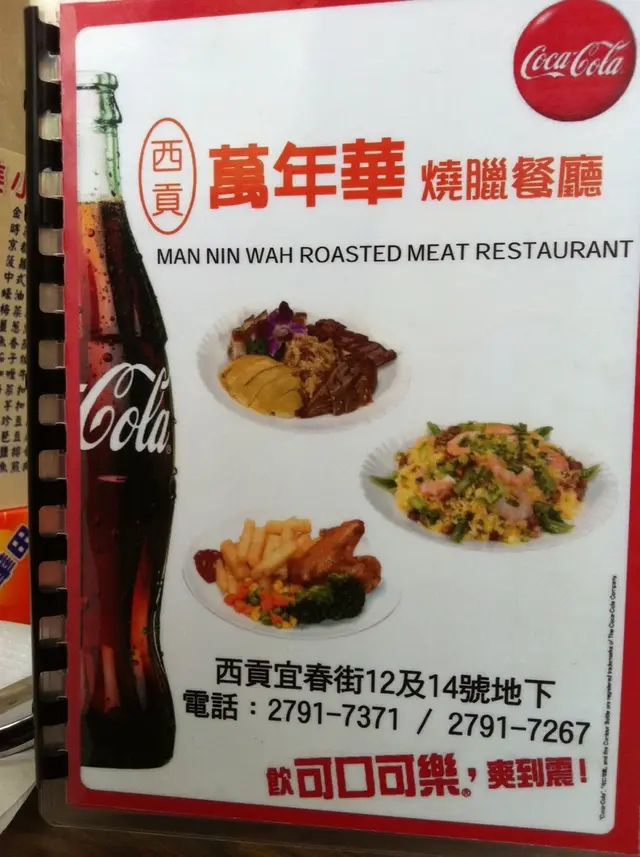 Coca-Cola
西貢
萬年華 燒臘餐廳
MAN NIN WAH ROASTED MEAT RESTAURANT
Cola
西貢宜春街12及14號地下
電話：2791-7371 / 2791-7267
飲可口可樂®，爽到震！